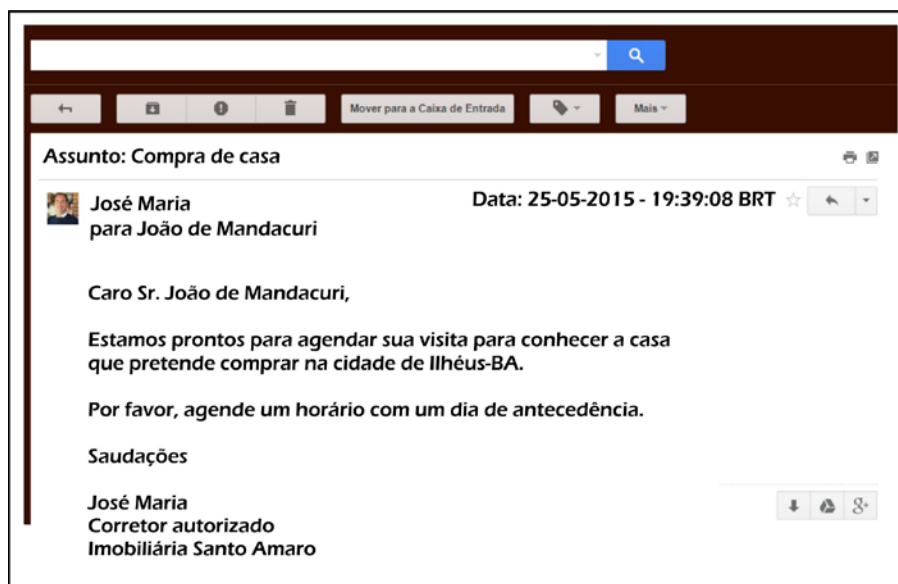 Mover para a Caixa de Entrada
Mais
Assunto: Compra de casa
José Maria
Data: 25-05-2015 - 19:39:08 BRT
para João de Mandacuri
Caro Sr. João de Mandacuri,
Estamos prontos para agendar sua visita para conhecer a casa
que pretende comprar na cidade de Ilhéus-BA.
Por favor, agende um horário com um dia de antecedência.
Saudações
José Maria
Corretor autorizado
Imobiliária Santo Amaro
g+